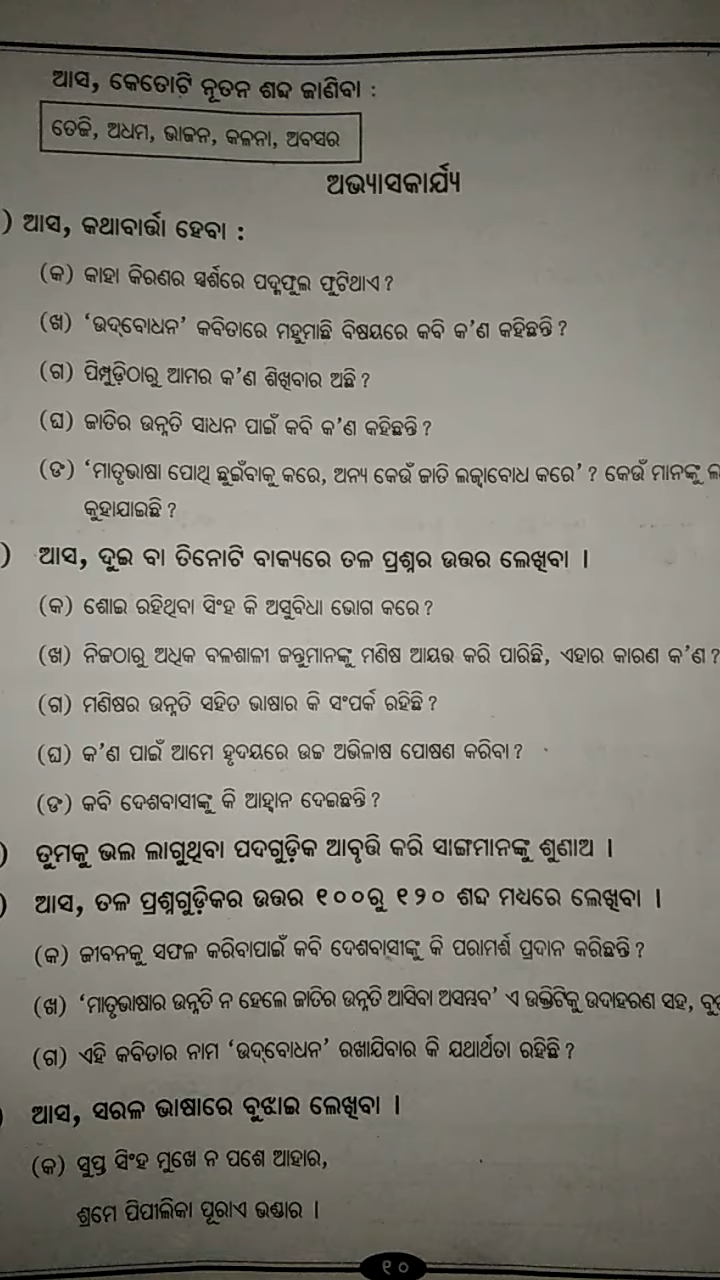 ଆସ, କେତୋଟି ନୂତନ ଶବ୍ଦ ଜାଣିବା :
ତେଜି, ଅଧମ, ଭାଜନ, କଳନା, ଅବସର
ଅଭ୍ୟାସକାର୍ଯ୍ୟ
) ଆସ, କଥାବାର୍ତ୍ତା ହେବା :
(କ) କାହା କିରଣର ସ୍ପର୍ଶରେ ପଦ୍ମଫୁଲ ଫୁଟିଥାଏ ?
(ଖ) ‘ଉଦ୍‌ବୋଧନ’ କବିତାରେ ମହୁମାଛି ବିଷୟରେ କବି କ’ଣ କହିଛନ୍ତି ?
(ଗ) ପିମ୍ପୁଡ଼ିଠାରୁ ଆମର କ’ଣ ଶିଖିବାର ଅଛି ?
(ଘ) ଜାତିର ଉନ୍ନତି ସାଧନ ପାଇଁ କବି କ’ଣ କହିଛନ୍ତି ?
(ଙ) ‘ମାତୃଭାଷା ପୋଥି ଛୁଇଁବାକୁ କରେ, ଅନ୍ୟ କେଉଁ ଜାତି ଲଜ୍ଜାବୋଧ କରେ’ ? କେଉଁ ମାନଙ୍କୁ
କୁହାଯାଇଛି ?
) ଆସ, ଦୁଇ ବା ତିନୋଟି ବାକ୍ୟରେ ତଳ ପ୍ରଶ୍ନର ଉତ୍ତର ଲେଖିବା ।
(କ) ଶୋଇ ରହିଥିବା ସିଂହ କି ଅସୁବିଧା ଭୋଗ କରେ ?
(ଖ) ନିଜଠାରୁ ଅଧିକ ବଳଶାଳୀ ଜନ୍ତୁମାନଙ୍କୁ ମଣିଷ ଆୟତ୍ତ କରି ପାରିଛି, ଏହାର କାରଣ କ’ଣ ?
(ଗ) ମଣିଷର ଉନ୍ନତି ସହିତ ଭାଷାର କି ସଂପର୍କ ରହିଛି ?
(ଘ) କ’ଣ ପାଇଁ ଆମେ ହୃଦୟରେ ଉଚ୍ଚ ଅଭିଳାଷ ପୋଷଣ କରିବା ?
(ଙ) କବି ଦେଶବାସୀଙ୍କୁ କି ଆହ୍ୱାନ ଦେଇଛନ୍ତି ?
) ତୁମକୁ ଭଲ ଲାଗୁଥିବା ପଦଗୁଡ଼ିକ ଆବୃତ୍ତି କରି ସାଙ୍ଗମାନଙ୍କୁ ଶୁଣାଅ ।
) ଆସ, ତଳ ପ୍ରଶ୍ନଗୁଡ଼ିକର ଉତ୍ତର ୧୦୦ରୁ ୧୨୦ ଶବ୍ଦ ମଧ୍ୟରେ ଲେଖିବା ।
(କ) ଜୀବନକୁ ସଫଳ କରିବାପାଇଁ କବି ଦେଶବାସୀଙ୍କୁ କି ପରାମର୍ଶ ପ୍ରଦାନ କରିଛନ୍ତି ?
(ଖ) ‘ମାତୃଭାଷାର ଉନ୍ନତି ନ ହେଲେ ଜାତିର ଉନ୍ନତି ଆସିବା ଅସମ୍ଭବ’ ଏ ଉକ୍ତିଟିକୁ ଉଦାହରଣ ସହ,
(ଗ) ଏହି କବିତାର ନାମ ‘ଉଦ୍‌ବୋଧନ’ ରଖାଯିବାର କି ଯଥାର୍ଥତା ରହିଛି ?
) ଆସ, ସରଳ ଭାଷାରେ ବୁଝାଇ ଲେଖିବା ।
(କ) ସୁପ୍ତ ସିଂହ ମୁଖେ ନ ପଶେ ଆହାର,
ଶ୍ରମେ ପିପୀଲିକା ପୂରାଏ ଭଣ୍ଡାର ।
୧୦